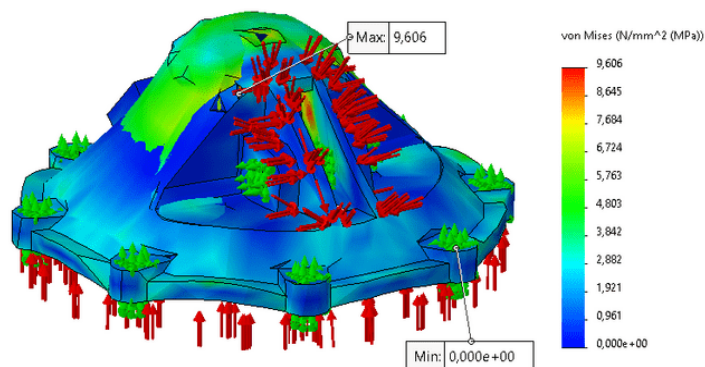 Max: 9,606
von Mises (N/mm^2 (MPa))
9,606
8,645
7,684
6,724
5,763
4,803
3,842
2,882
1,921
0,961
0,000e+00
Min: 0,000e+00